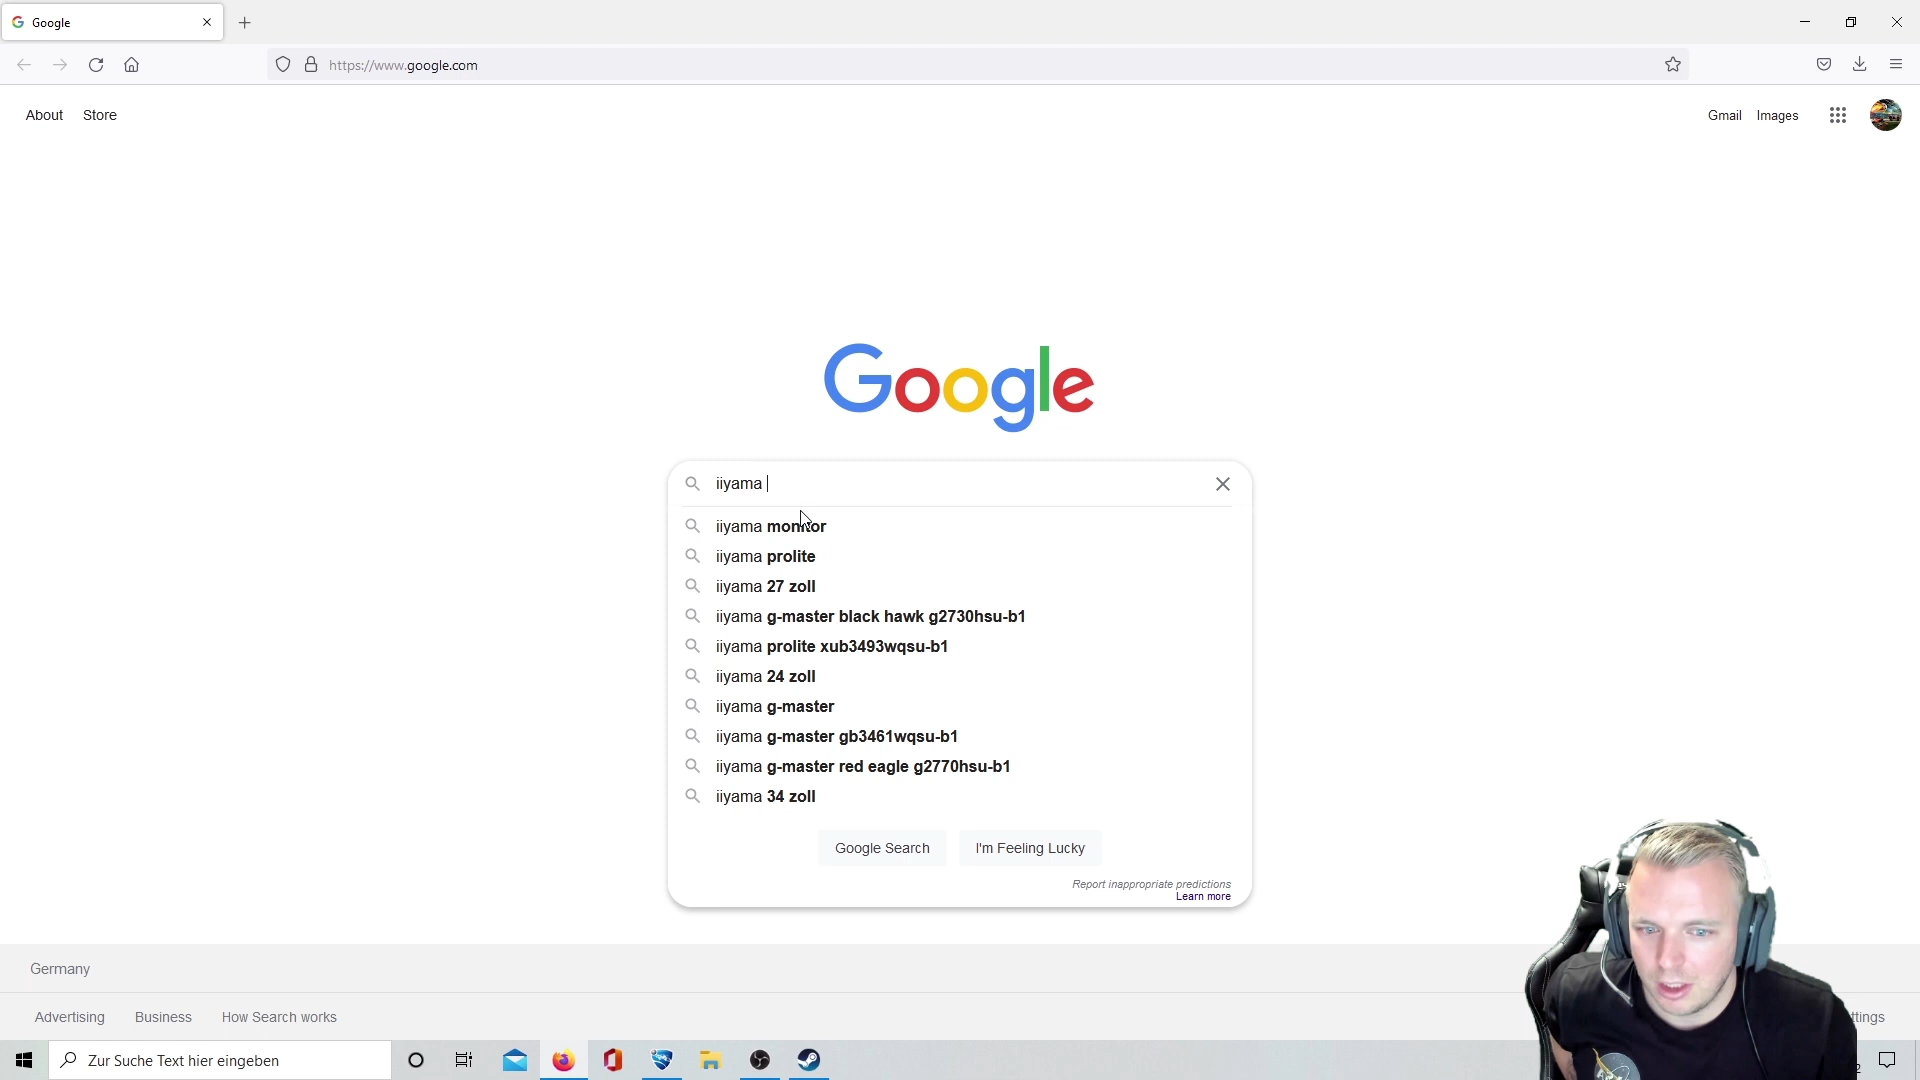 Google
https://www.google.com
About Store
Gmail Images
Google
iiyama
iiyama monitor
iiyama prolite
iiyama 27 zoll
iiyama g-master black hawk g2730hsu-b1
iiyama prolite xub3493wqsu-b1
iiyama 24 zoll
iiyama g-master
iiyama g-master gb3461wqsu-b1
iiyama g-master red eagle g2770hsu-b1
iiyama 34 zoll
Google Search I'm Feeling Lucky
Report inappropriate predictions
Learn more
Germany
Advertising Business How Search works
Zur Suche Text hier eingeben